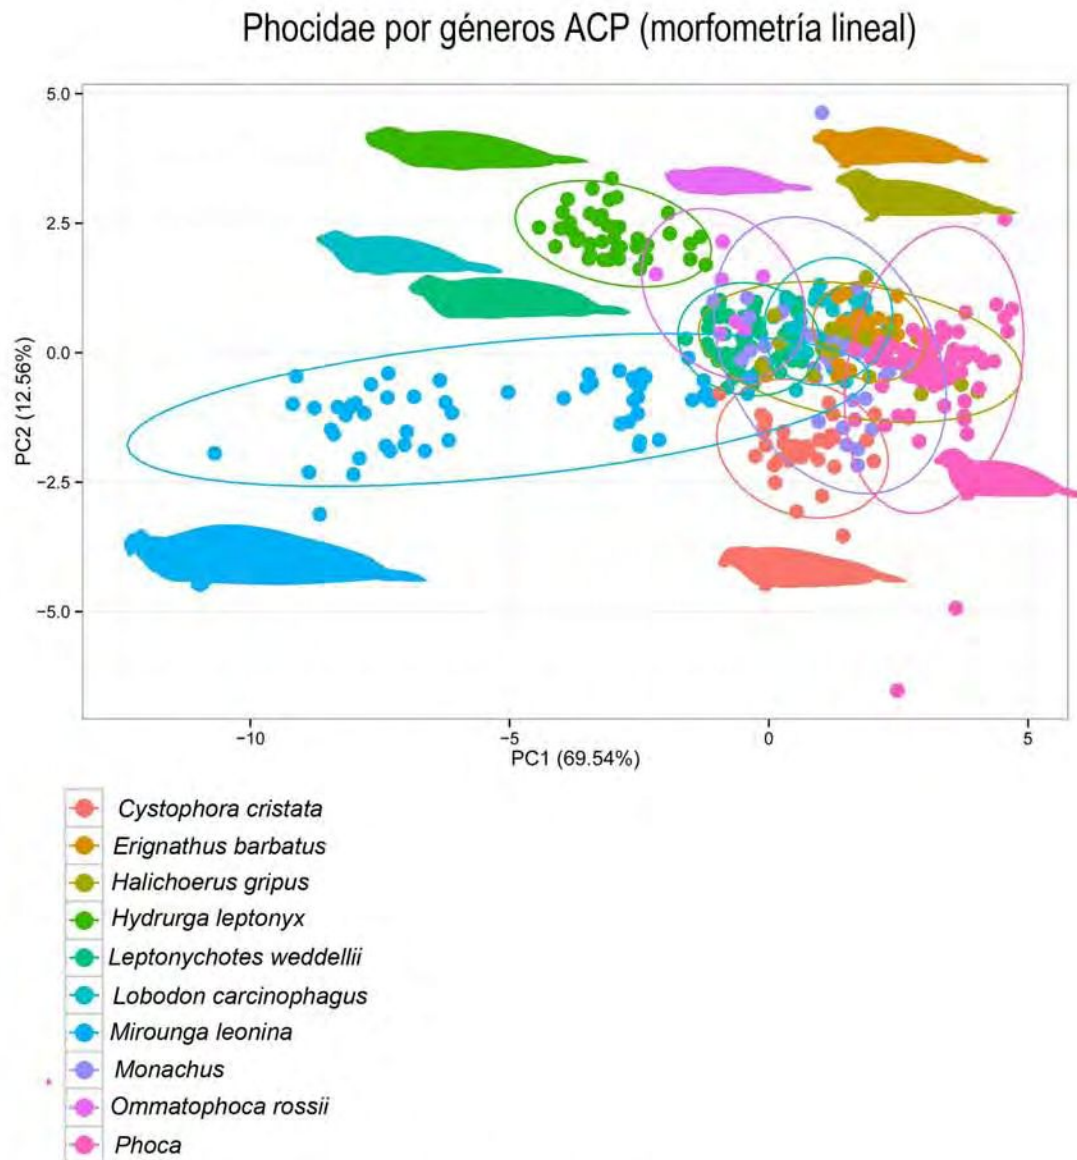 Phocidae por géneros ACP (morfometría lineal)
5.0
2.5
0.0
−2.5
−5.0
PC2 (12.56%)
−10
−5
0
5
PC1 (69.54%)
Cystophora cristata
Erignathus barbatus
Halichoerus gripus
Hydrurga leptonyx
Leptonychotes weddellii
Lobodon carcinophagus
Mirounga leonina
Monachus
Ommatophoca rossii
Phoca